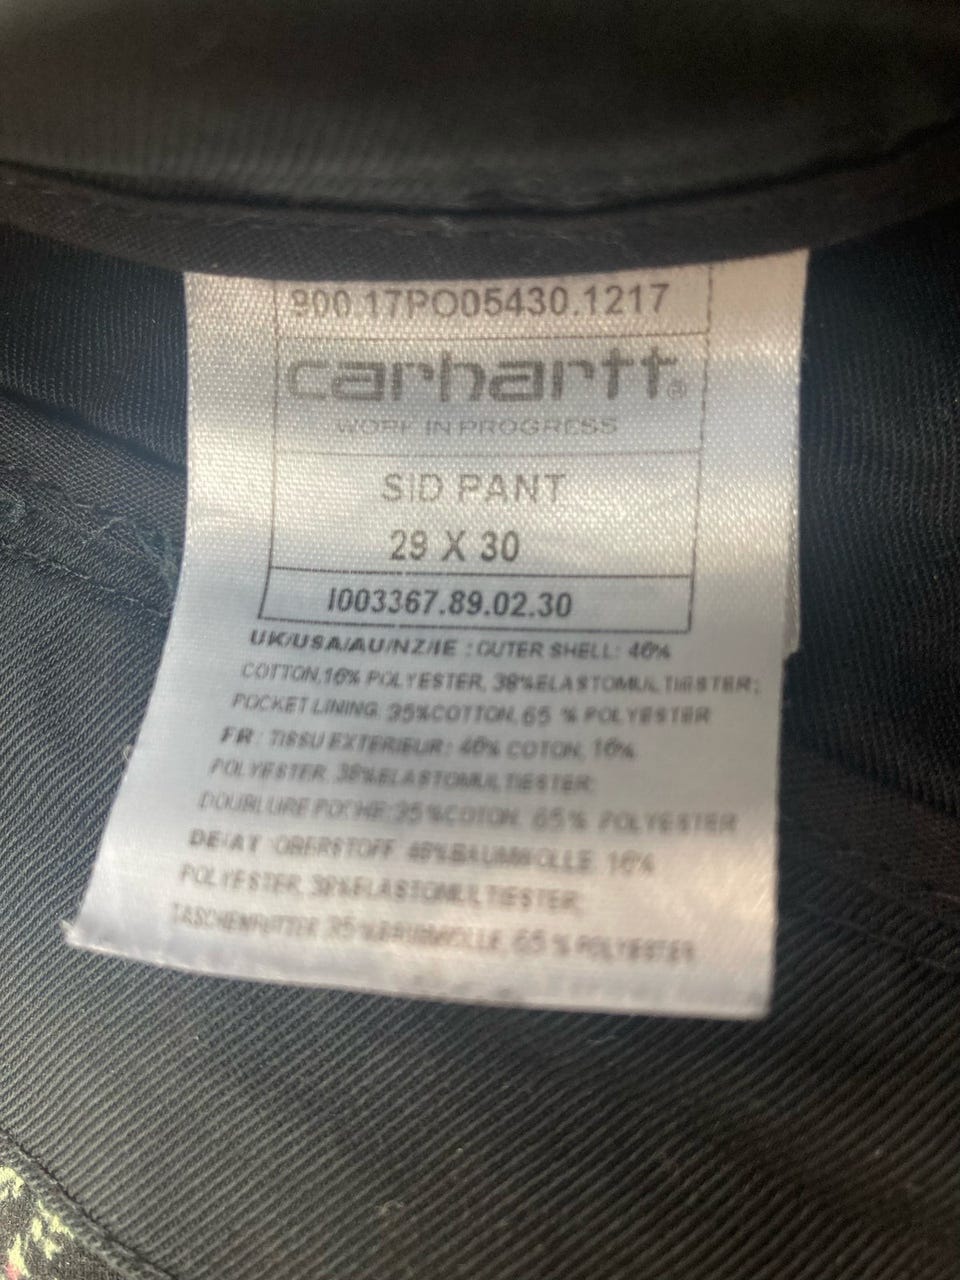 900.17PO05430.1217
carhartt®
WORK IN PROGRESS
SID PANT
29 X 30
I003367.89.02.30
UK/USA/AU/NZ/IE : OUTER SHELL: 46%
COTTON,16% POLYESTER, 38%ELASTOMULTIESTER;
POCKET LINING: 35%COTTON, 65 % POLYESTER
FR: TISSU EXTERIEUR: 46% COTON, 16%
POLYESTER, 38%ELASTOMULTIESTER;
DOUBLURE POCHE:35%COTON, 65% POLYESTER
DE/AT :OBERSTOFF: 46%BAUMWOLLE, 16%
POLYESTER, 38%ELASTOMULTIESTER;
TASCHENFUTTER:35%BAUMWOLLE, 65 % POLYESTER